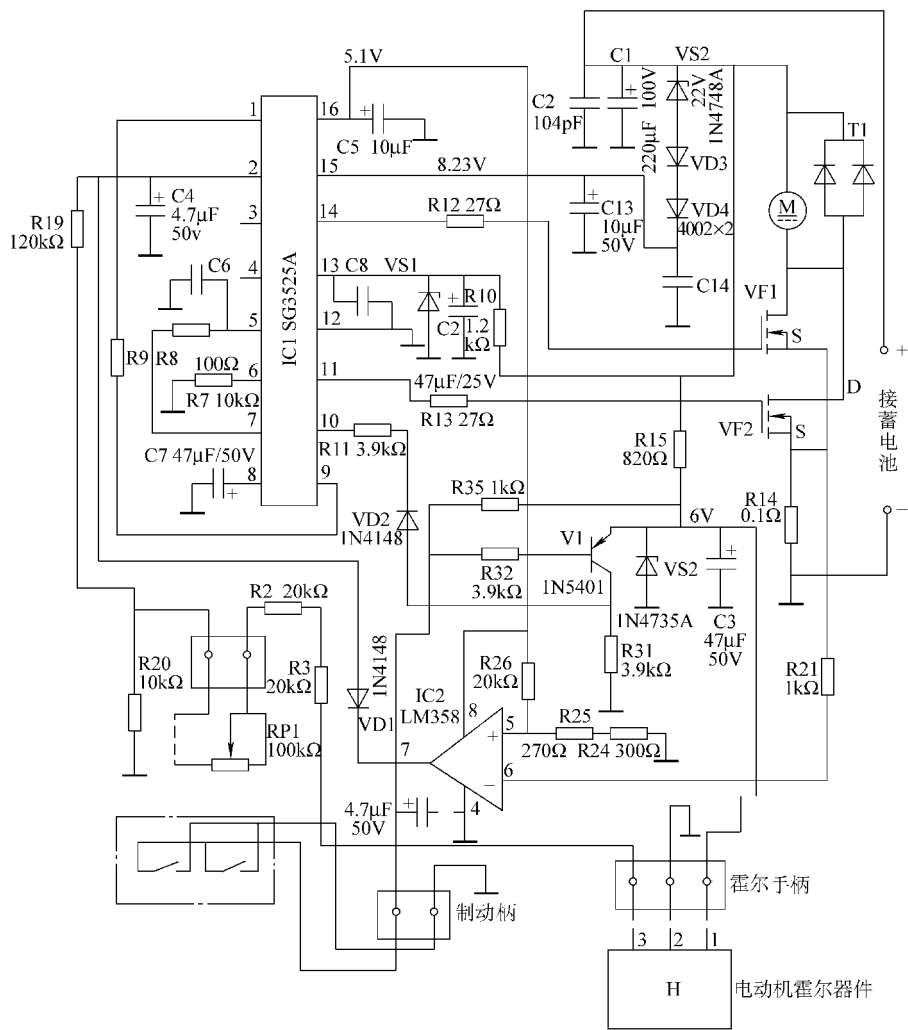 5.1V
C1
VS2
1
16
C5 10μF
C2
104pF
220μF 100V
22V
1N4748A
T1
2
15
8.23V
VD3
C4
4.7μF
50v
14
R12 27Ω
C13
10μF
50V
VD4
4002×2
M
R19
120kΩ
3
IC1 SG3525A
13
C6
4
C8
VS1
R10
1.2
kΩ
C2
C14
VF1
S
5
12
R9
R8
100Ω
6
11
47μF/25V
+
R7 10kΩ
R13 27Ω
D
7
10
VF2
S
接蓄电池
R11 3.9kΩ
R15
820Ω
C7 47μF/50V
8
9
R35 1kΩ
R14
0.1Ω
−
VD2
1N4148
V1
6V
R32
3.9kΩ
1N5401
VS2
1N4735A
C3
47μF
50V
R2 20kΩ
R3
20kΩ
1N4148
R20
10kΩ
R26
20kΩ
R31
3.9kΩ
R21
1kΩ
IC2
LM358
8
VD1
RP1
100kΩ
7
5
R25
270Ω
R24 300Ω
6
4.7μF
50V
4
制动柄
霍尔手柄
3
2
1
H
电动机霍尔器件